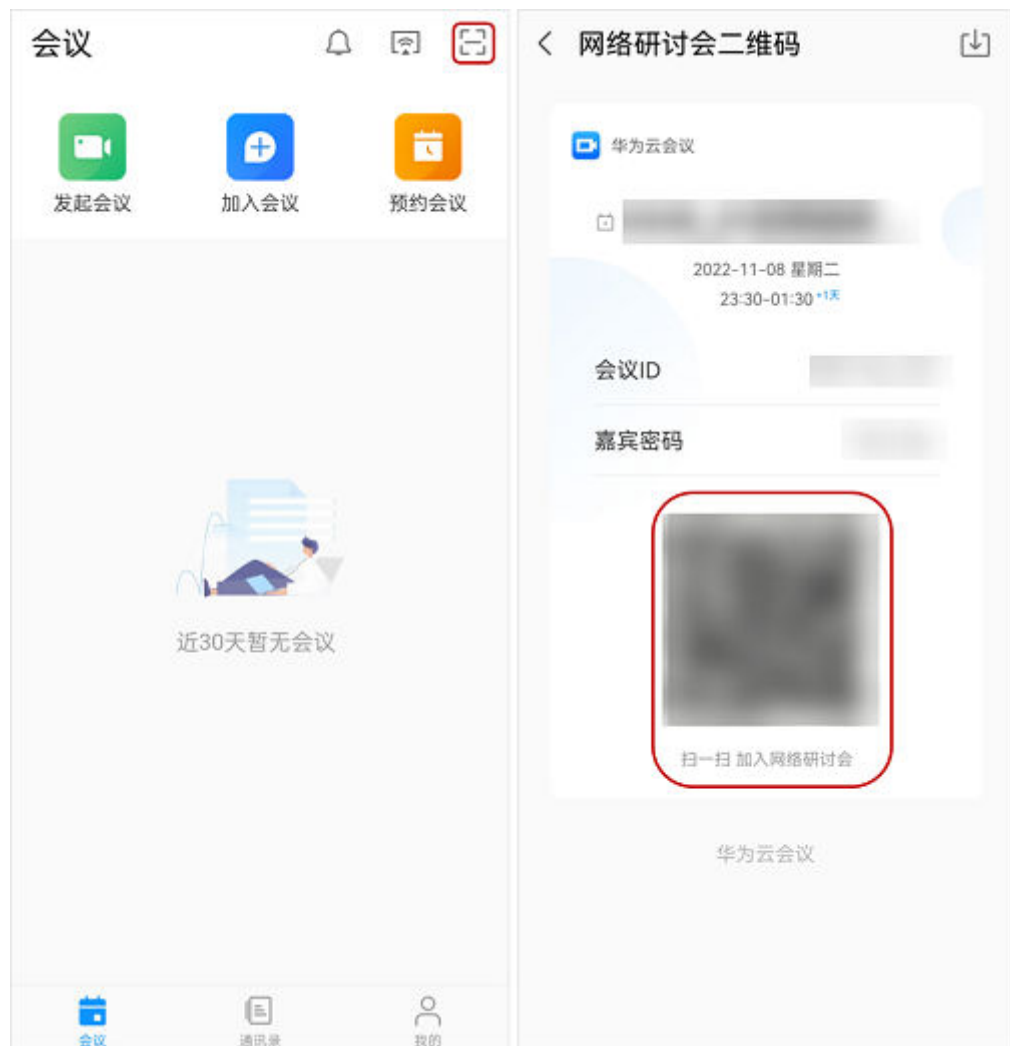 会议
发起会议
加入会议
预约会议
近30天暂无会议
会议
通讯录
我的
网络研讨会二维码
华为云会议
2022-11-08 星期二
23:30-01:30 +1天
会议ID
嘉宾密码
扫一扫 加入网络研讨会
华为云会议